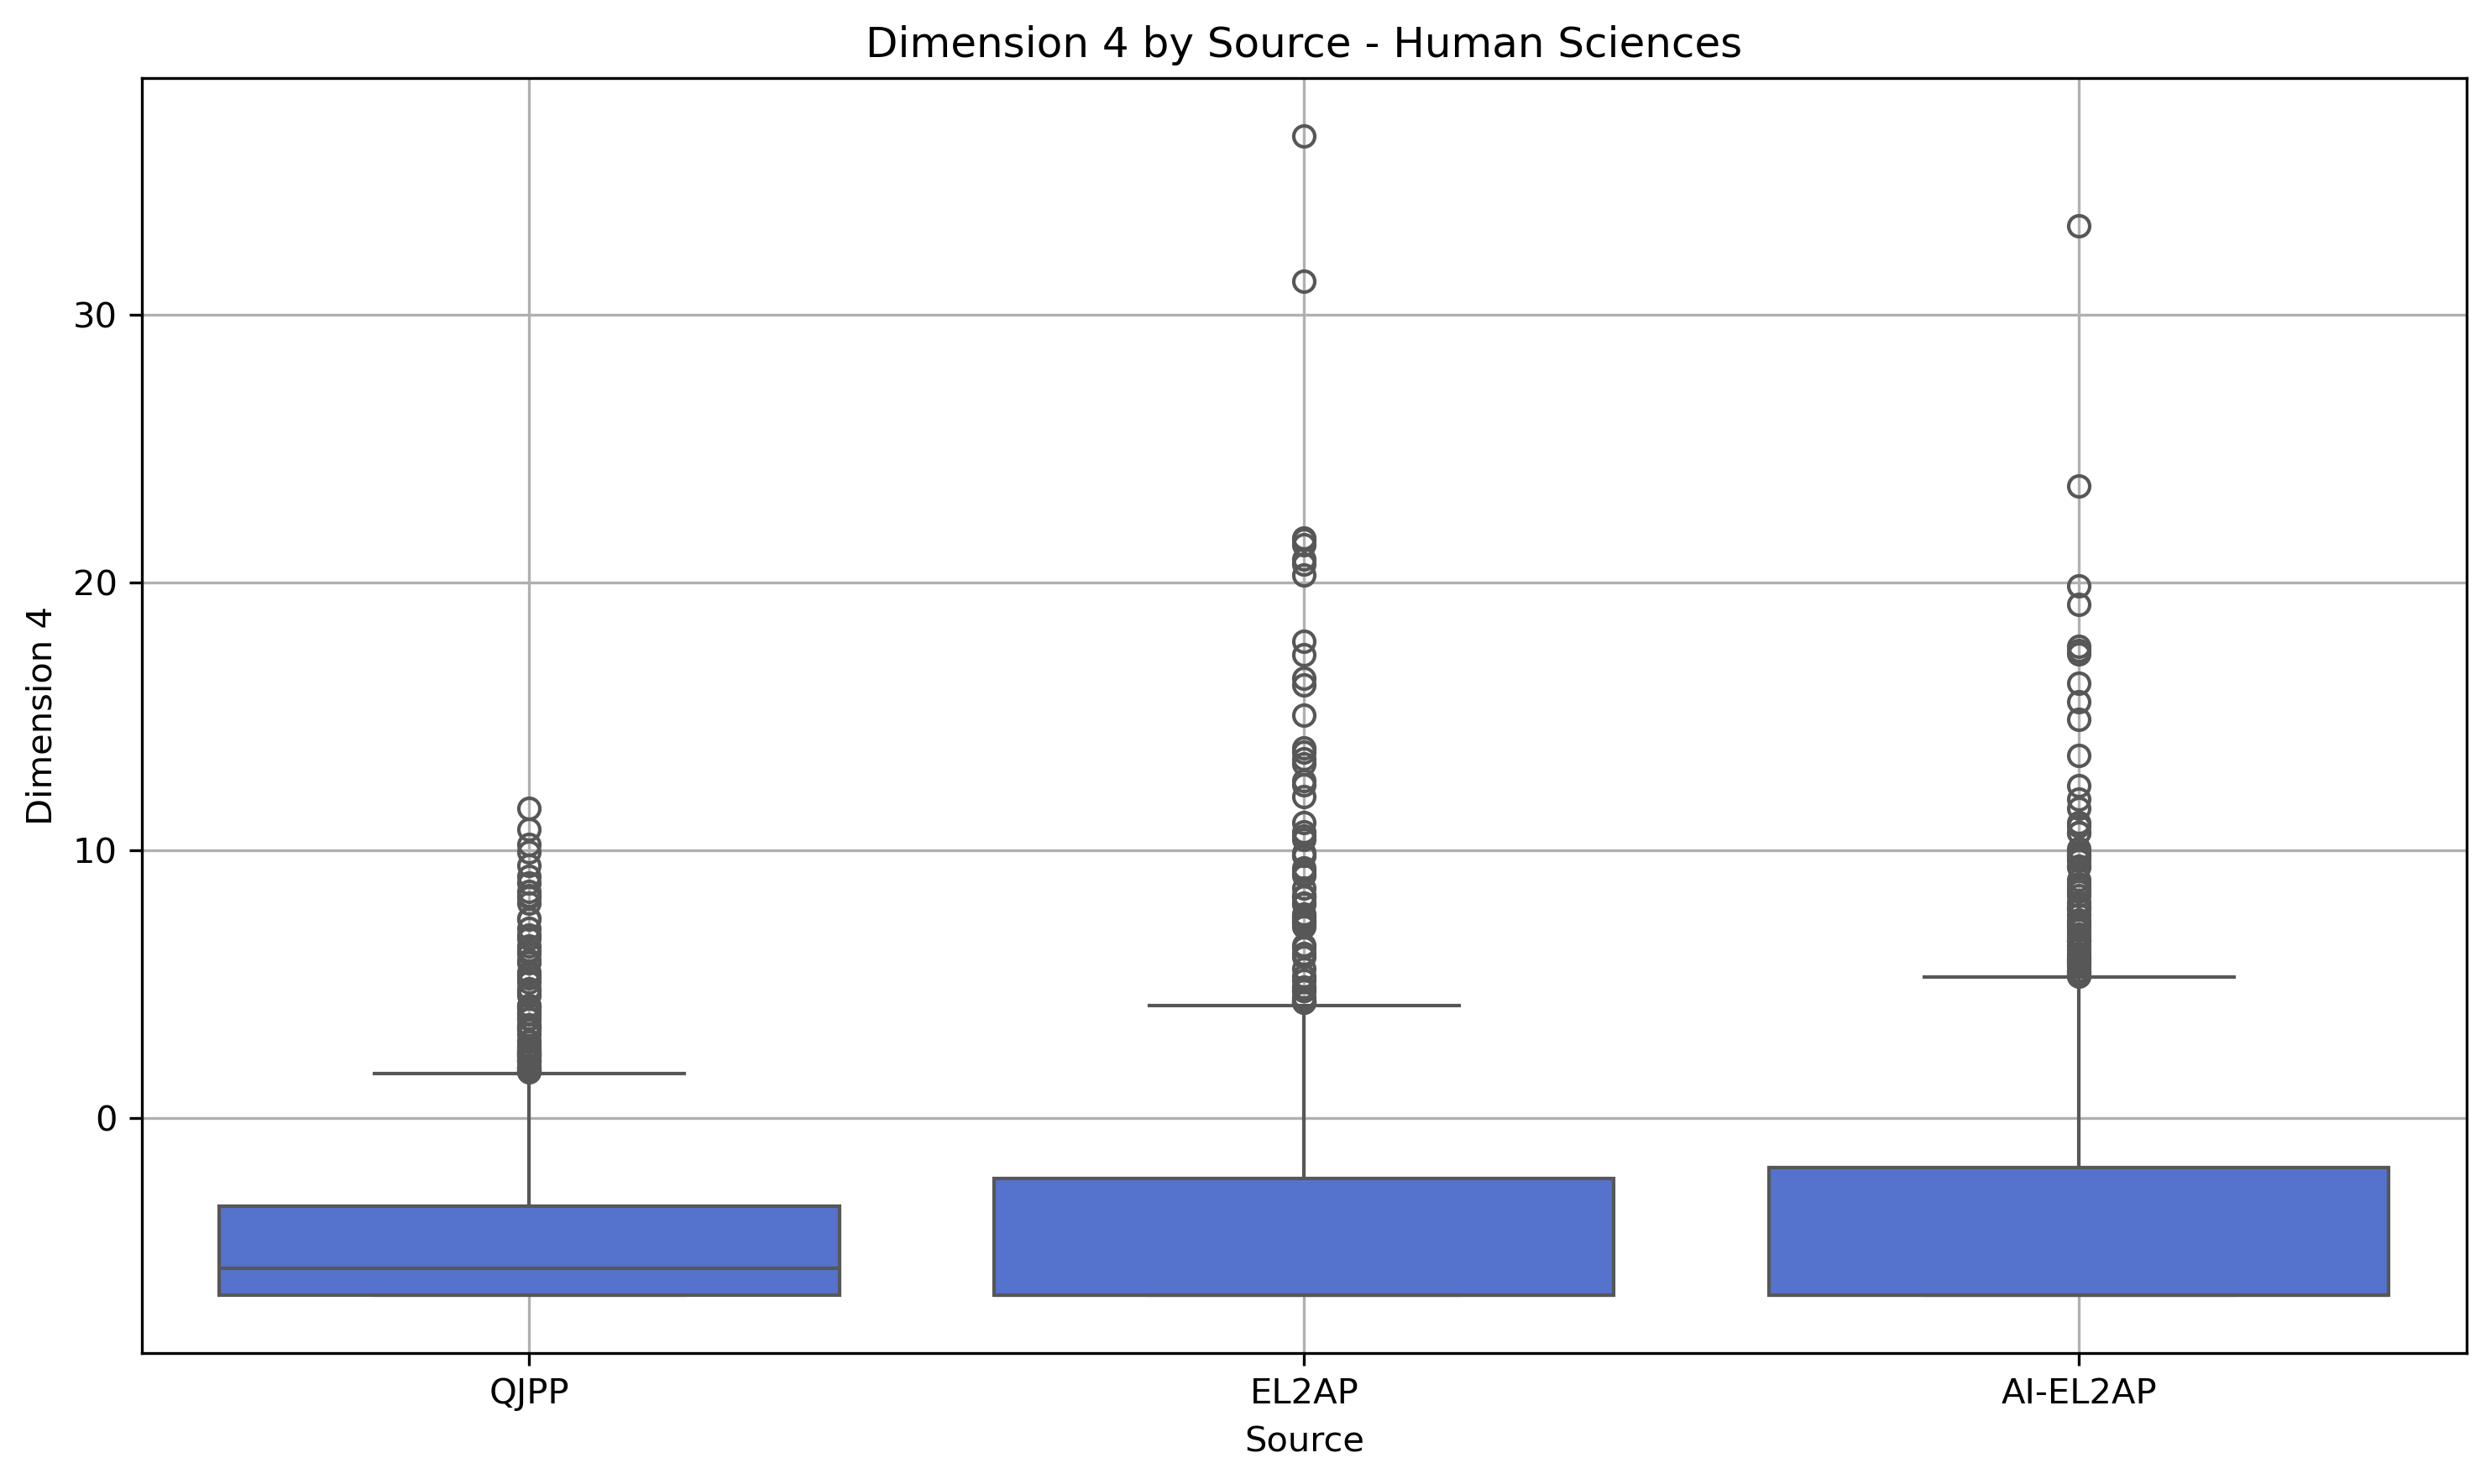 Dimension 4 by Source - Human Sciences
Dimension 4
30
20
10
0
QJPP
EL2AP
AI-EL2AP
Source